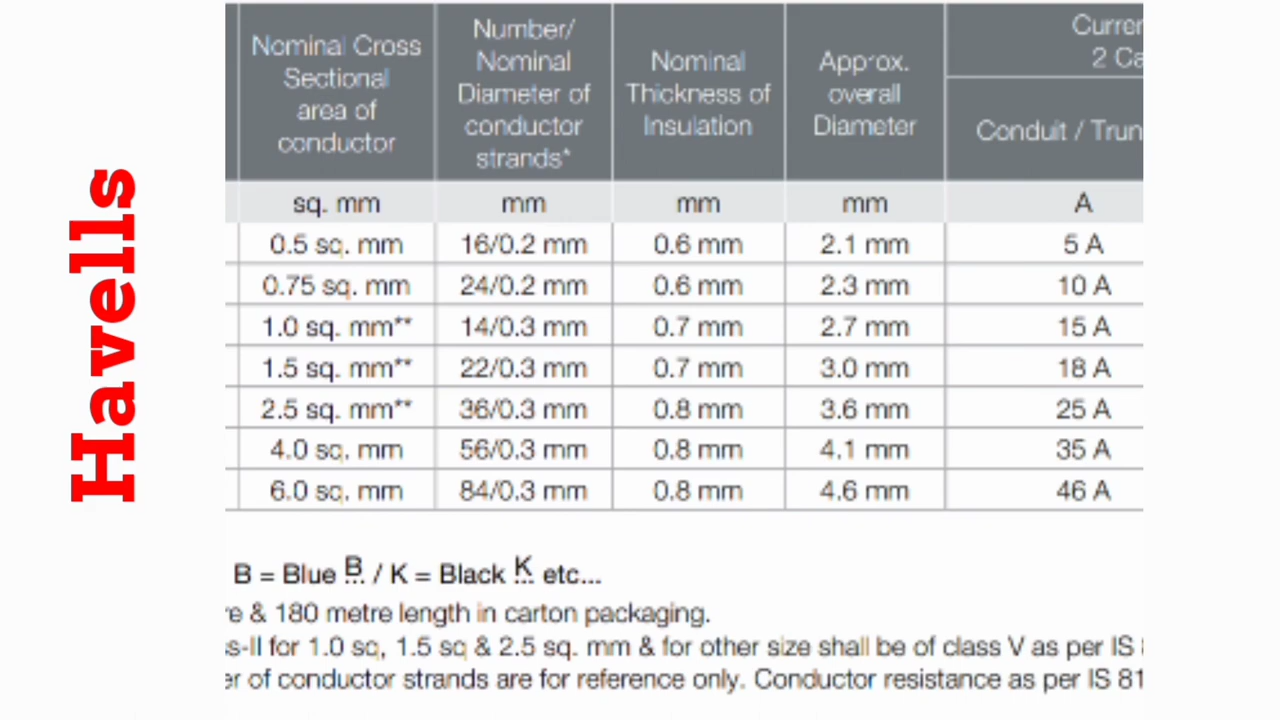 Havells
Nominal Cross Sectional area of conductor
Number/ Nominal Diameter of conductor strands*
Nominal Thickness of Insulation
Approx. overall Diameter
2
Conduit /
sq. mm mm mm mm A
0.5 sq. mm 16/0.2 mm 0.6 mm 2.1 mm 5 A
0.75 sq. mm 24/0.2 mm 0.6 mm 2.3 mm 10 A
1.0 sq. mm** 14/0.3 mm 0.7 mm 2.7 mm 15 A
1.5 sq. mm** 22/0.3 mm 0.7 mm 3.0 mm 18 A
2.5 sq. mm** 36/0.3 mm 0.8 mm 3.6 mm 25 A
4.0 sq. mm 56/0.3 mm 0.8 mm 4.1 mm 35 A
6.0 sq. mm 84/0.3 mm 0.8 mm 4.6 mm 46 A
B = Blue B... / K = Black K... etc...
& 180 metre length in carton packaging.
for 1.0 sq, 1.5 sq & 2.5 sq. mm & for other size shall be of class V as per IS
of conductor strands are for reference only. Conductor resistance as per IS 81